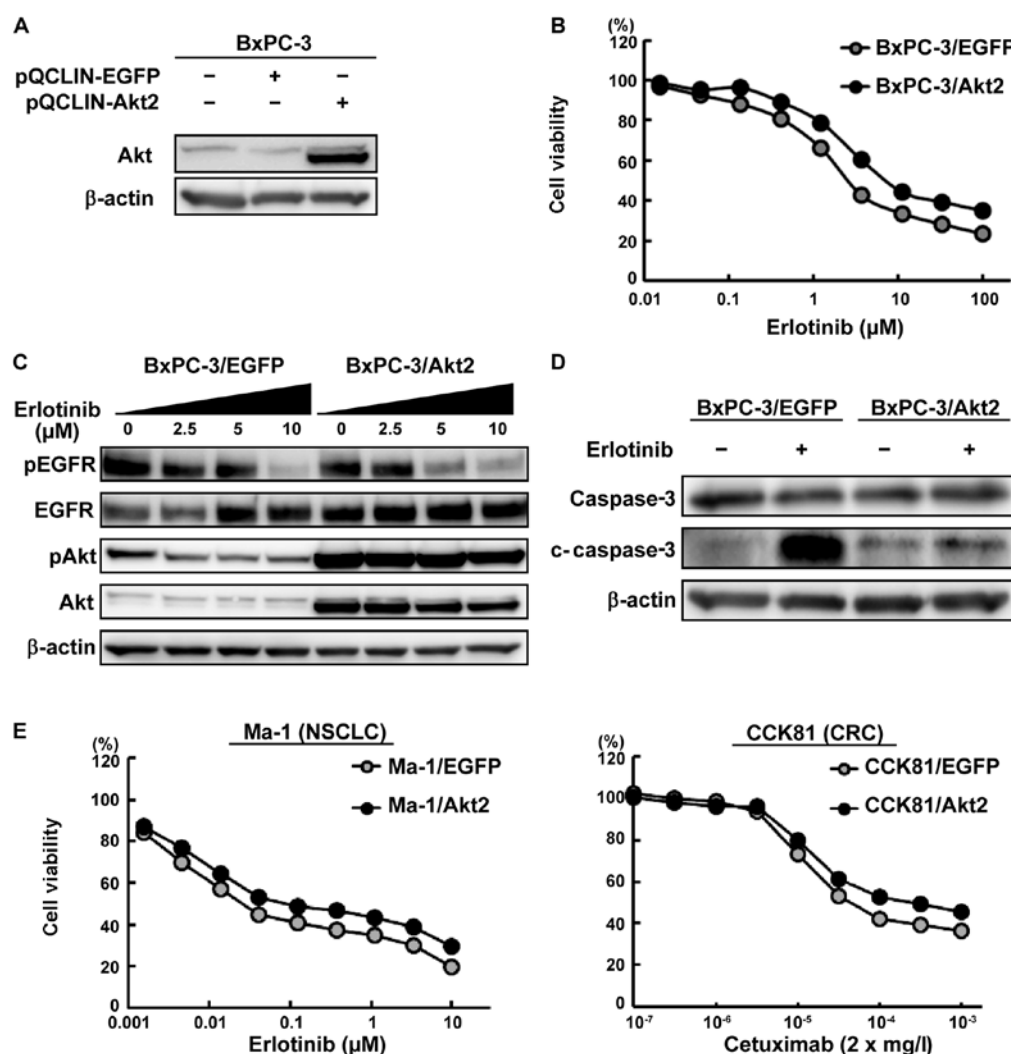 A
BxPC-3
pQCLIN-EGFP – + –
pQCLIN-Akt2 – – +
Akt
β-actin
B
(%)
120
100
80
60
40
20
0
Cell viability
BxPC-3/EGFP
BxPC-3/Akt2
0.01 0.1 1 10 100
Erlotinib (µM)
C
BxPC-3/EGFP BxPC-3/Akt2
Erlotinib
(µM) 0 2.5 5 10 0 2.5 5 10
pEGFR
EGFR
pAkt
Akt
β-actin
D
BxPC-3/EGFP BxPC-3/Akt2
Erlotinib – + – +
Caspase-3
c-caspase-3
β-actin
E
Ma-1 (NSCLC)
(%)
120
100
80
60
40
20
0
Cell viability
Ma-1/EGFP
Ma-1/Akt2
0.001 0.01 0.1 1 10
Erlotinib (µM)
CCK81 (CRC)
(%)
120
100
80
60
40
20
0
CCK81/EGFP
CCK81/Akt2
10⁻⁷ 10⁻⁶ 10⁻⁵ 10⁻⁴ 10⁻³
Cetuximab (2 x mg/l)